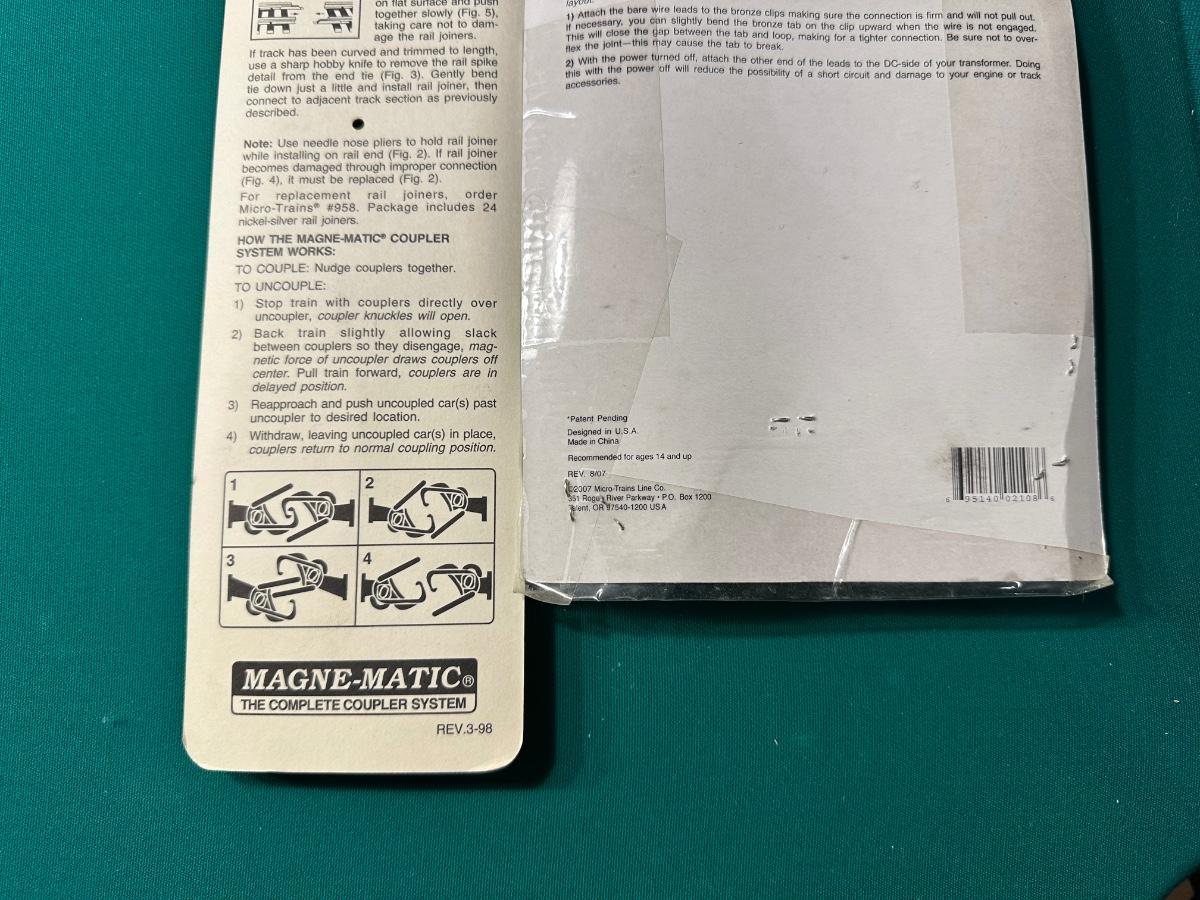 on flat surface and push
together slowly (Fig. 5),
taking care not to dam-
age the rail joiners.
If track has been curved and trimmed to length,
use a sharp hobby knife to remove the rail spike
detail from the end tie (Fig. 3). Gently bend
tie down just a little and install rail joiner, then
connect to adjacent track section as previously
described.
Note: Use needle nose pliers to hold rail joiner
while installing on rail end (Fig. 2). If rail joiner
becomes damaged through improper connection
(Fig. 4), it must be replaced (Fig. 2).
For replacement rail joiners, order
Micro-Trains® #958. Package includes 24
nickel-silver rail joiners.
HOW THE MAGNE-MATIC® COUPLER
SYSTEM WORKS:
TO COUPLE: Nudge couplers together.
TO UNCOUPLE:
1) Stop train with couplers directly over
uncoupler, coupler knuckles will open.
2) Back train slightly allowing slack
between couplers so they disengage, mag-
netic force of uncoupler draws couplers off
center. Pull train forward, couplers are in
delayed position.
3) Reapproach and push uncoupled car(s) past
uncoupler to desired location.
4) Withdraw, leaving uncoupled car(s) in place,
couplers return to normal coupling position.
1 2
3 4
MAGNE-MATIC®
THE COMPLETE COUPLER SYSTEM
REV.3-98
layout.
1) Attach the bare wire leads to the bronze clips making sure the connection is firm and will not pull out.
If necessary, you can slightly bend the bronze tab on the clip upward when the wire is not engaged.
This will close the gap between the tab and loop, making for a tighter connection. Be sure not to over-
flex the joint—this may cause the tab to break.
2) With the power turned off, attach the other end of the leads to the DC-side of your transformer. Doing
this with the power off will reduce the possibility of a short circuit and damage to your engine or track
accessories.
*Patent Pending
Designed in U.S.A.
Made in China
Recommended for ages 14 and up
REV. 8/07
©2007 Micro-Trains Line Co.
351 Rogue River Parkway • P.O. Box 1200
Talent, OR 97540-1200 USA
6 95140 02108 6